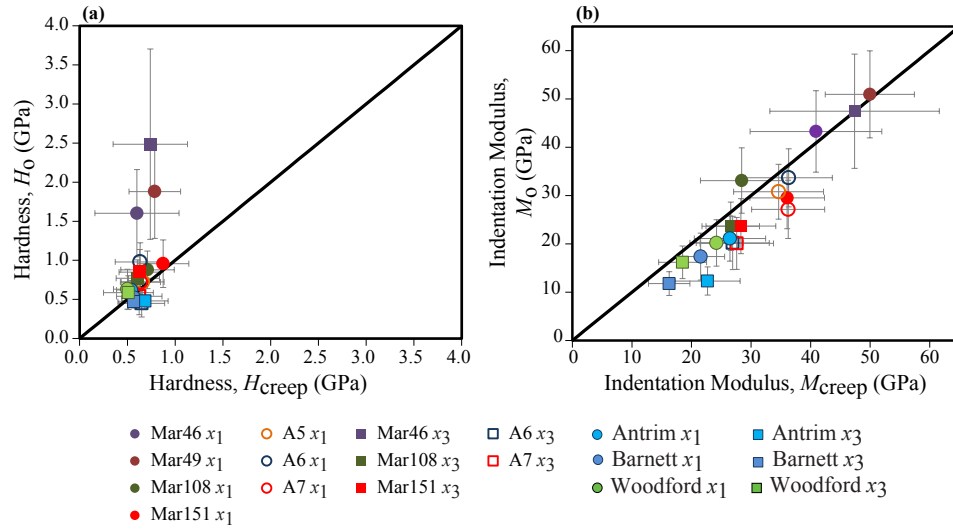 (a)
4.0
3.5
3.0
2.5
2.0
1.5
1.0
0.5
0.0
Hardness, Ho (GPa)
0.0 0.5 1.0 1.5 2.0 2.5 3.0 3.5 4.0
Hardness, Hcreep (GPa)
(b)
60
50
40
30
20
10
0
Indentation Modulus,
Mo (GPa)
0 10 20 30 40 50 60
Indentation Modulus, Mcreep (GPa)
Mar46 x1 A5 x1 Mar46 x3 A6 x3 Antrim x1 Antrim x3
Mar49 x1 A6 x1 Mar108 x3 A7 x3 Barnett x1 Barnett x3
Mar108 x1 A7 x1 Mar151 x3 Woodford x1 Woodford x3
Mar151 x1